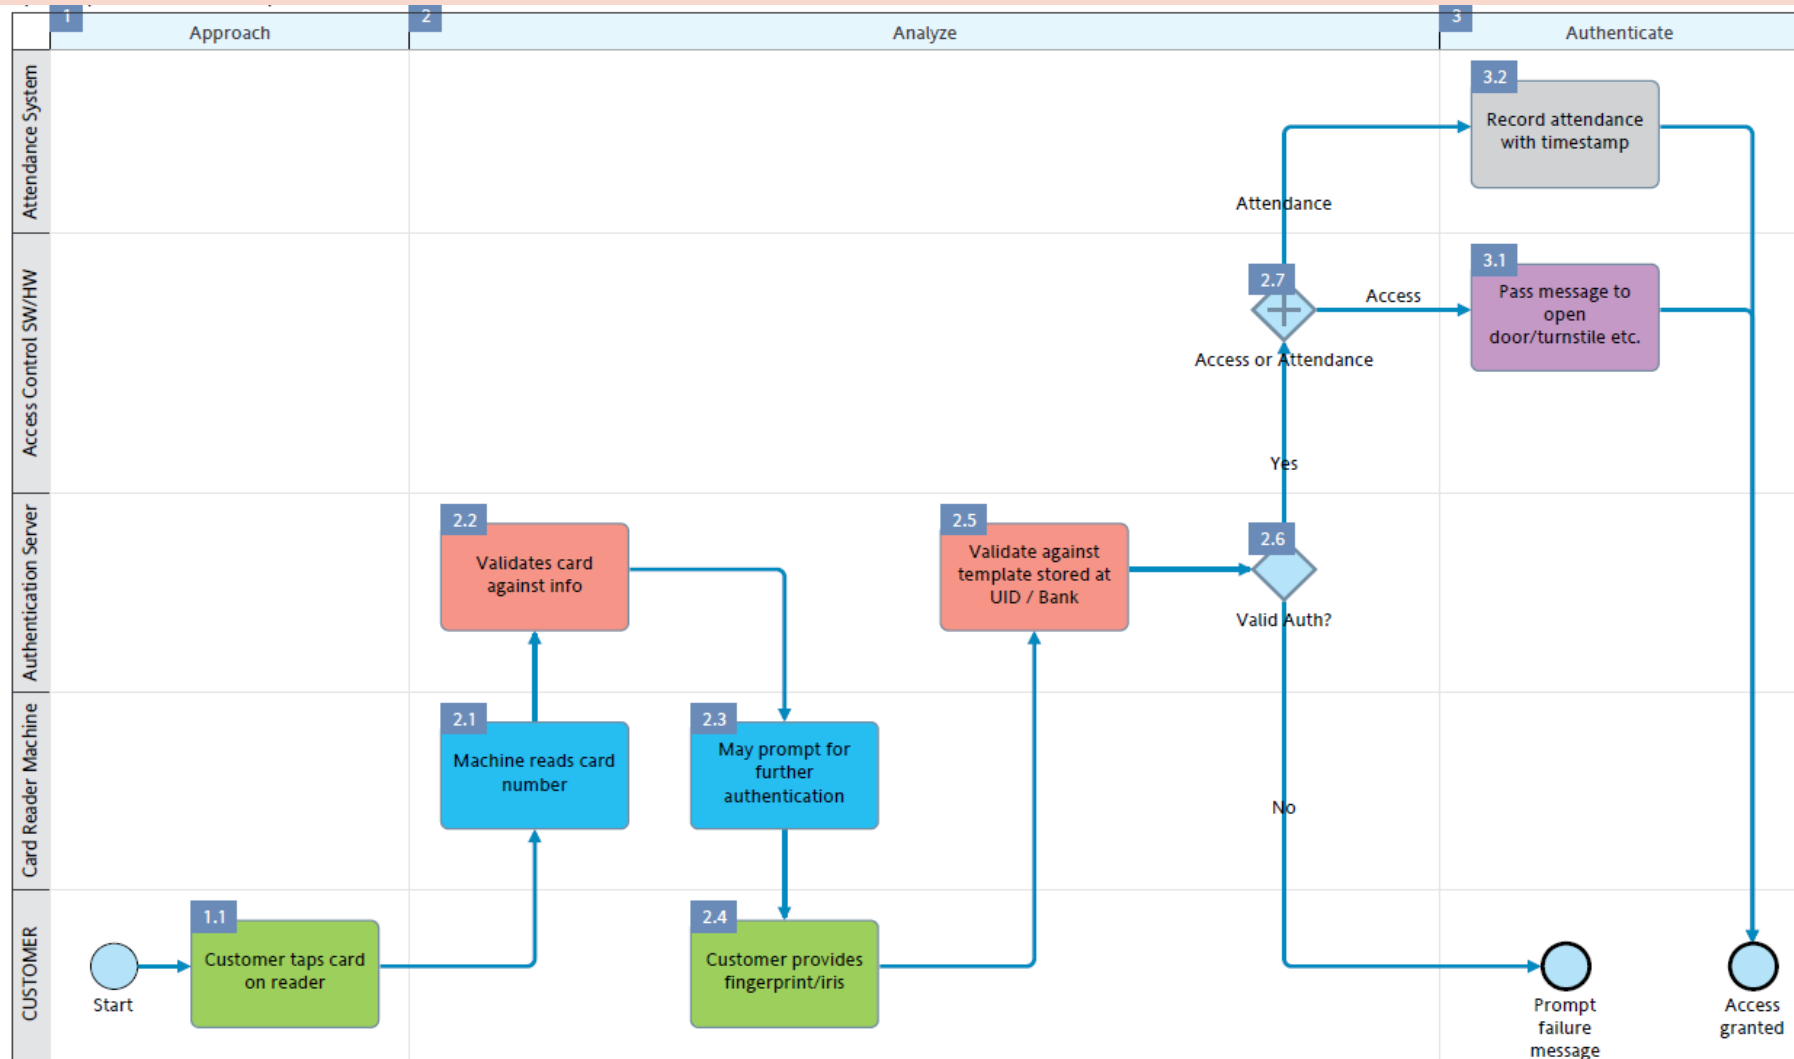 1
Approach
2
Analyze
3
Authenticate
Attendance System
3.2
Record attendance
with timestamp
Attendance
Access Control SW/HW
2.7
Access
Access or Attendance
3.1
Pass message to
open
door/turnstile etc.
Yes
Authentication Server
2.2
Validates card
against info
2.5
Validate against
template stored at
UID / Bank
2.6
Valid Auth?
Card Reader Machine
2.1
Machine reads card
number
2.3
May prompt for
further
authentication
No
CUSTOMER
Start
1.1
Customer taps card
on reader
2.4
Customer provides
fingerprint/iris
Prompt
failure
message
Access
granted